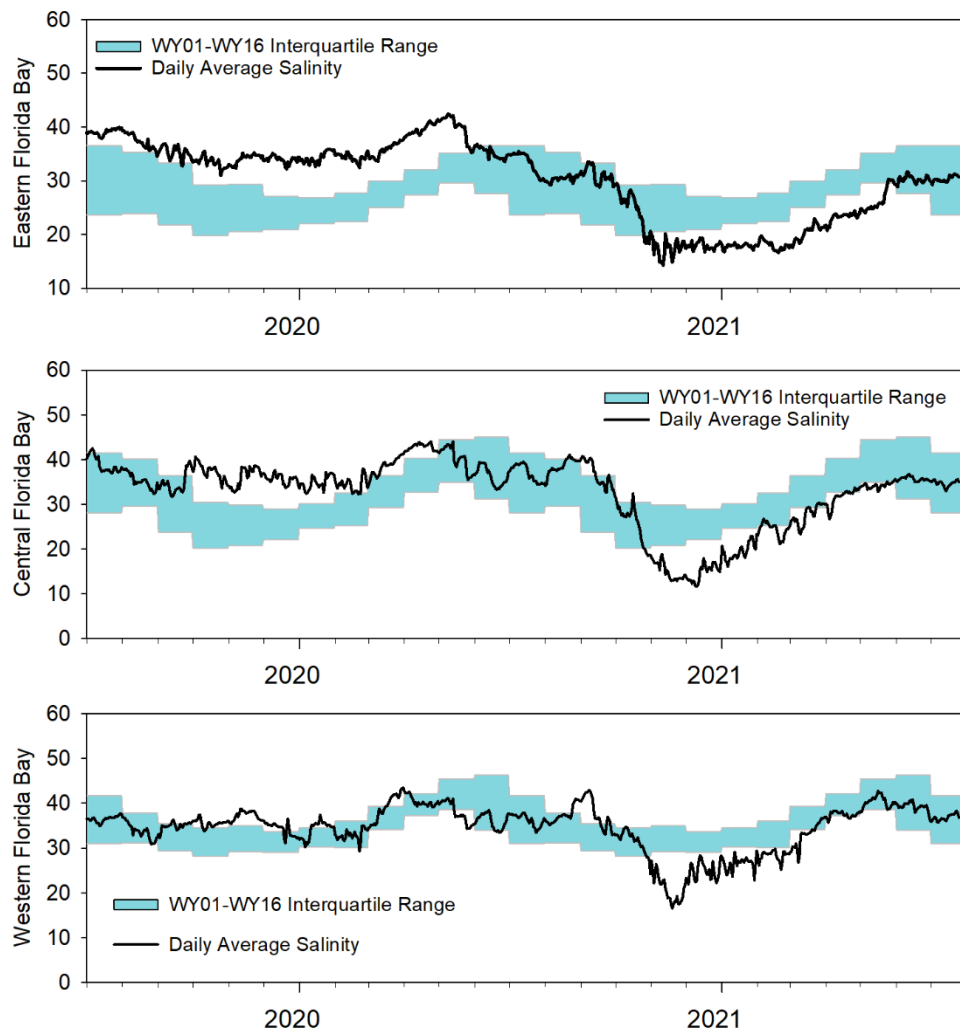 60
WY01-WY16 Interquartile Range
50
Daily Average Salinity
40
30
20
10
Eastern Florida Bay
2020
2021
60
50
WY01-WY16 Interquartile Range
Daily Average Salinity
40
30
20
10
0
Central Florida Bay
2020
2021
60
50
40
30
20
WY01-WY16 Interquartile Range
10
Daily Average Salinity
0
Western Florida Bay
2020
2021